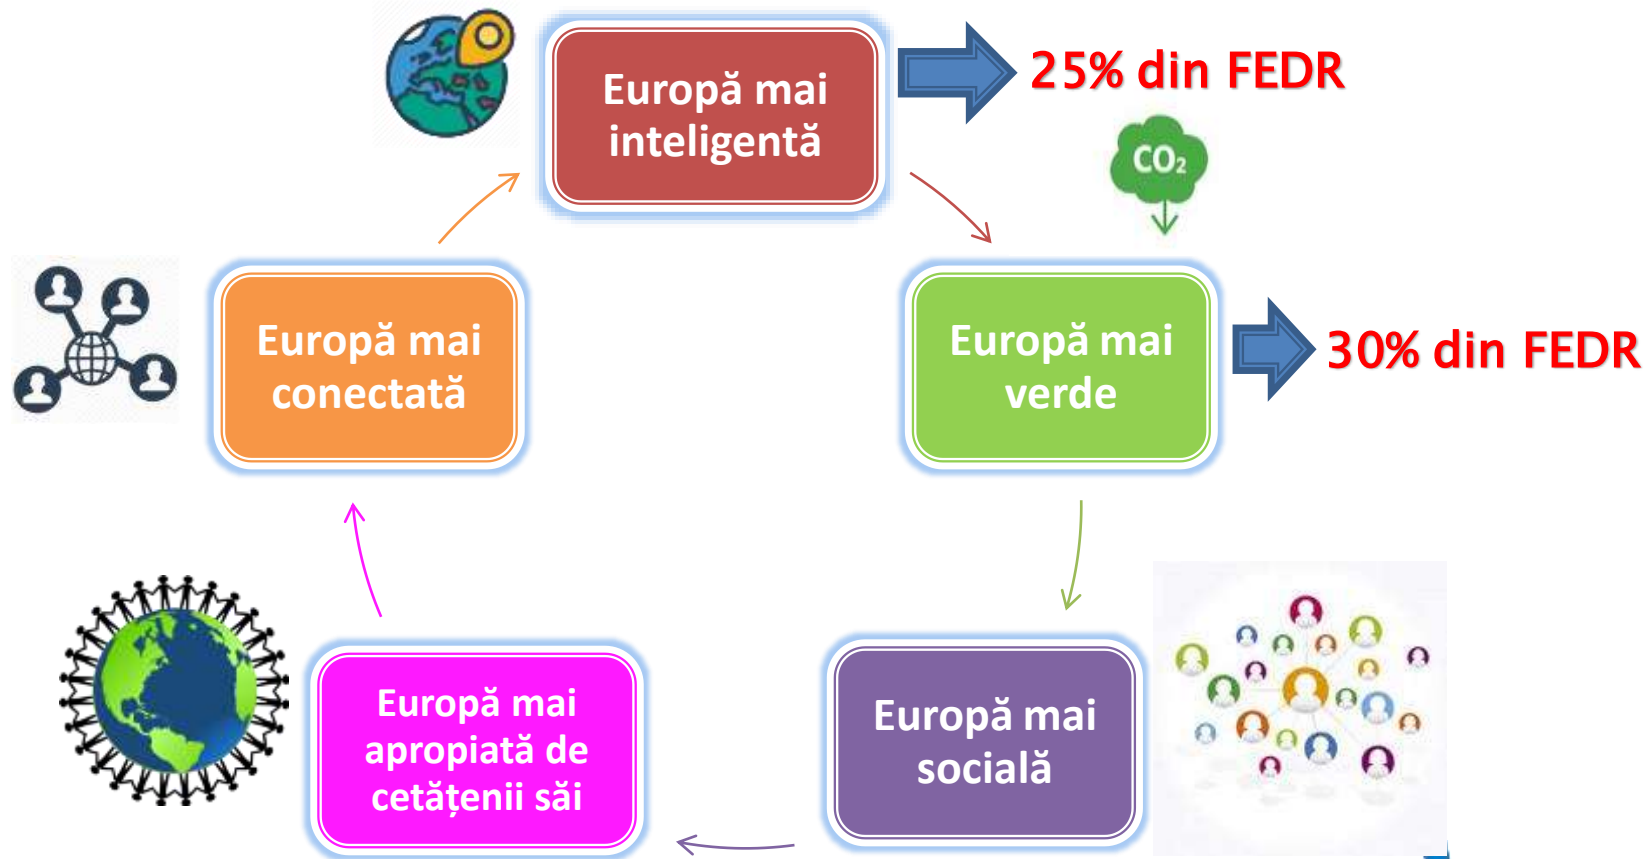 Europă mai
inteligentă
25% din FEDR
CO₂
Europă mai
verde
30% din FEDR
Europă mai
socială
Europă mai
apropiată de
cetățenii săi
Europă mai
conectată